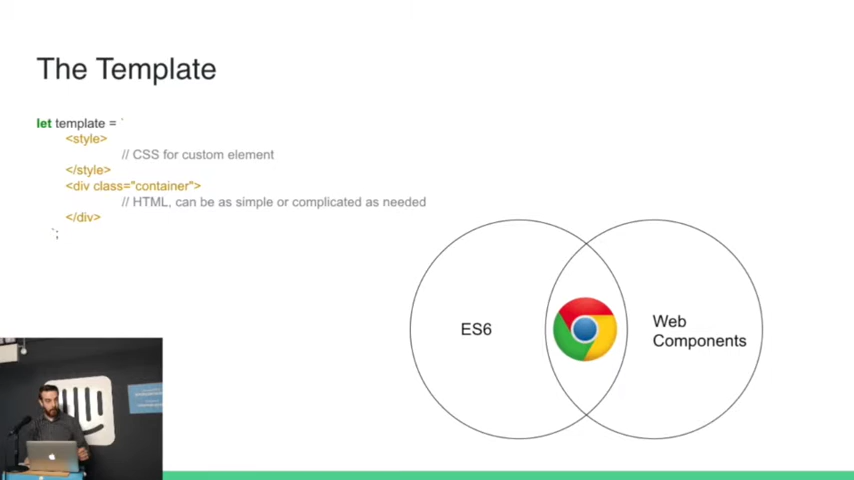 The Template
let template = `
<style>
// CSS for custom element
</style>
<div class="container">
// HTML, can be as simple or complicated as needed
</div>
`;
ES6
Web
Components